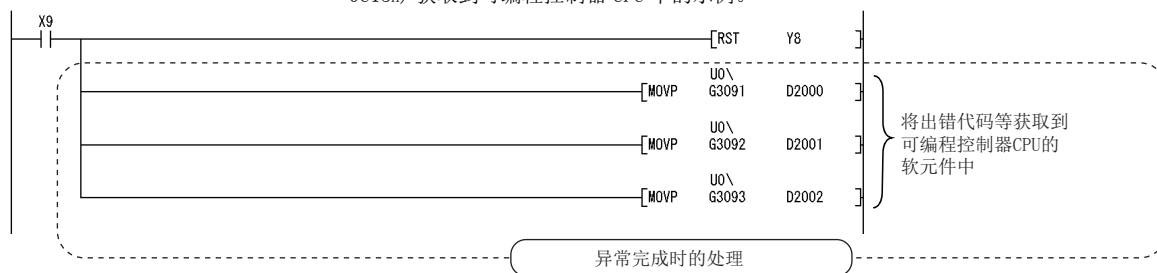 X9
RST Y8
U0\
MOVP G3091 D2000
U0\
MOVP G3092 D2001
U0\
MOVP G3093 D2002
将出错代码等获取到
可编程控制器CPU的
软元件中
异常完成时的处理